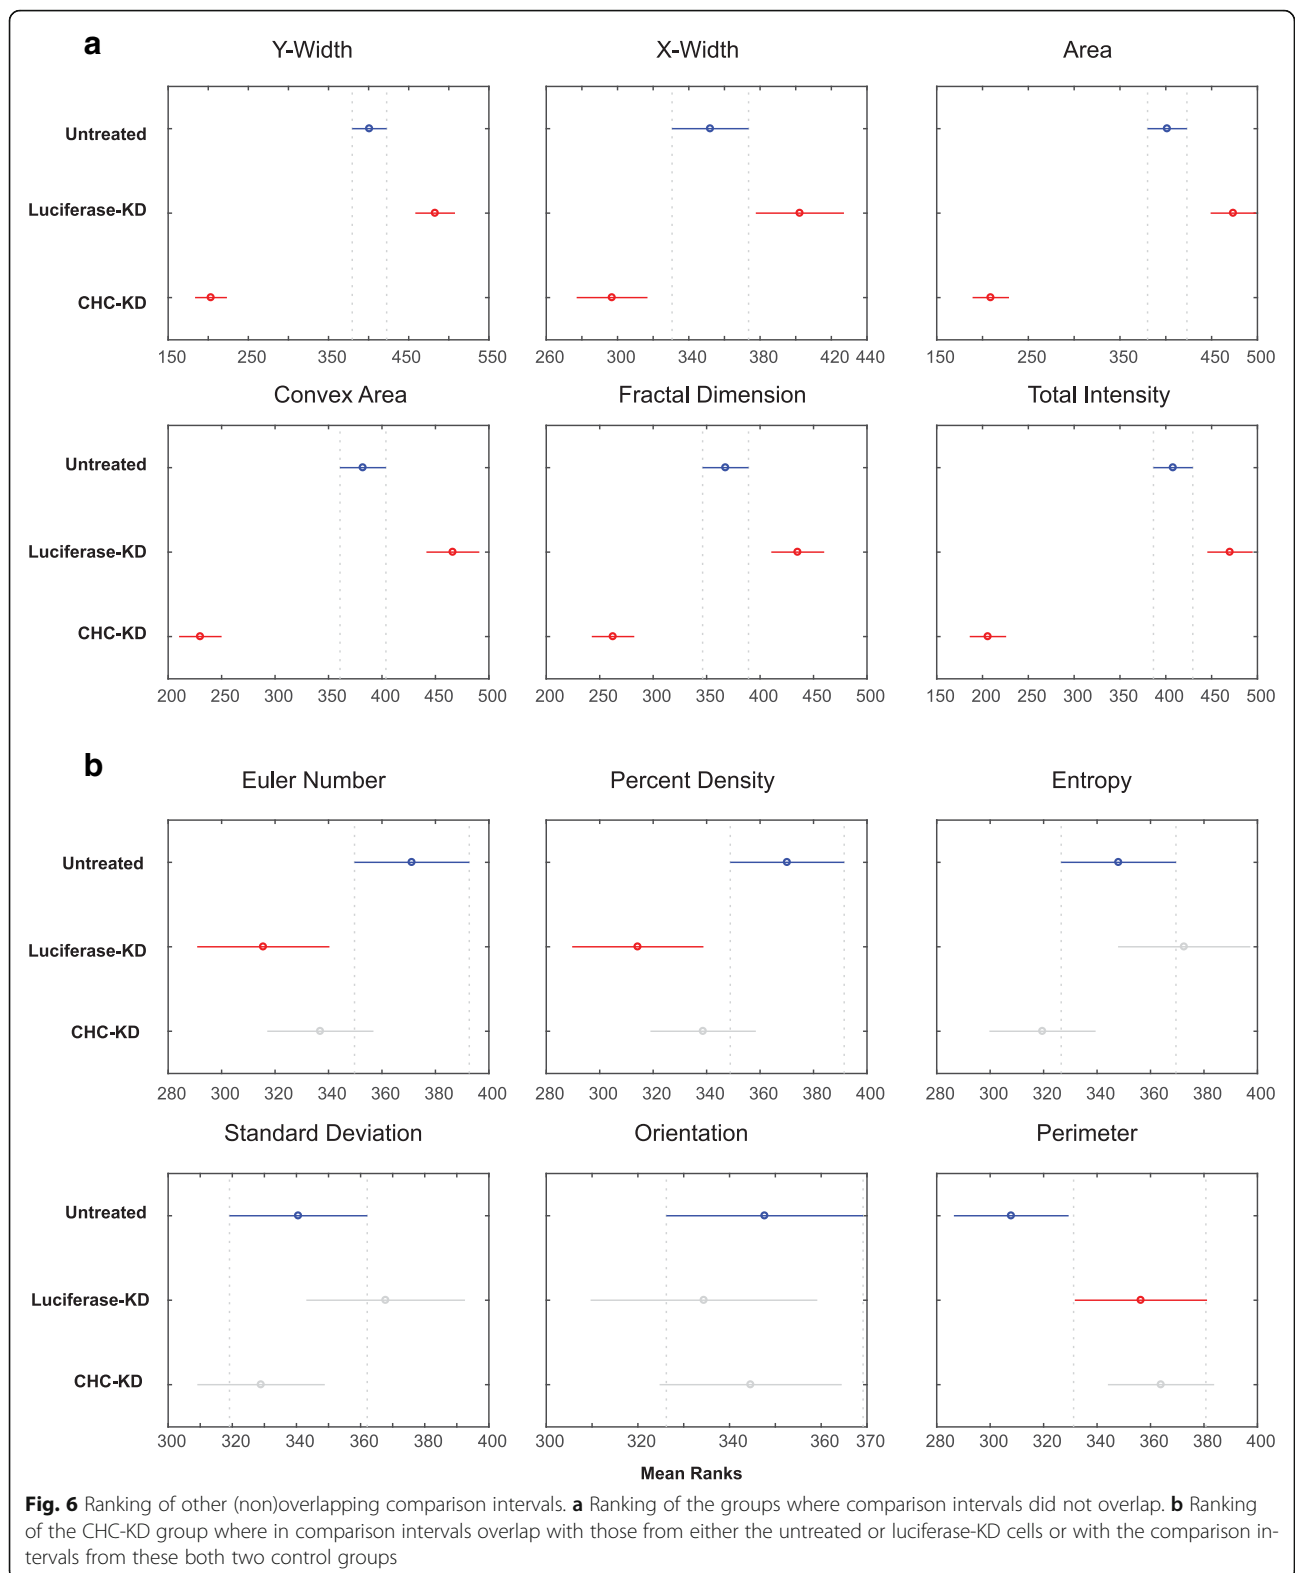 a
Y-Width
X-Width
Area
Untreated
Luciferase-KD
CHC-KD
150 250 350 450 550
260 300 340 380 420 440
150 200 250 300 350 400 450 500
Convex Area
Fractal Dimension
Total Intensity
Untreated
Luciferase-KD
CHC-KD
200 250 300 350 400 450 500
200 250 300 350 400 450 500
150 200 250 300 350 400 450 500
b
Euler Number
Percent Density
Entropy
Untreated
Luciferase-KD
CHC-KD
280 300 320 340 360 380 400
280 300 320 340 360 380 400
280 300 320 340 360 380 400
Standard Deviation
Orientation
Perimeter
Untreated
Luciferase-KD
CHC-KD
300 320 340 360 380 400
300 320 340 360 370
280 300 320 340 360 380 400
Mean Ranks
Fig. 6 Ranking of other (non)overlapping comparison intervals. a Ranking of the groups where comparison intervals did not overlap. b Ranking
of the CHC-KD group where in comparison intervals overlap with those from either the untreated or luciferase-KD cells or with the comparison in-
tervals from these both two control groups